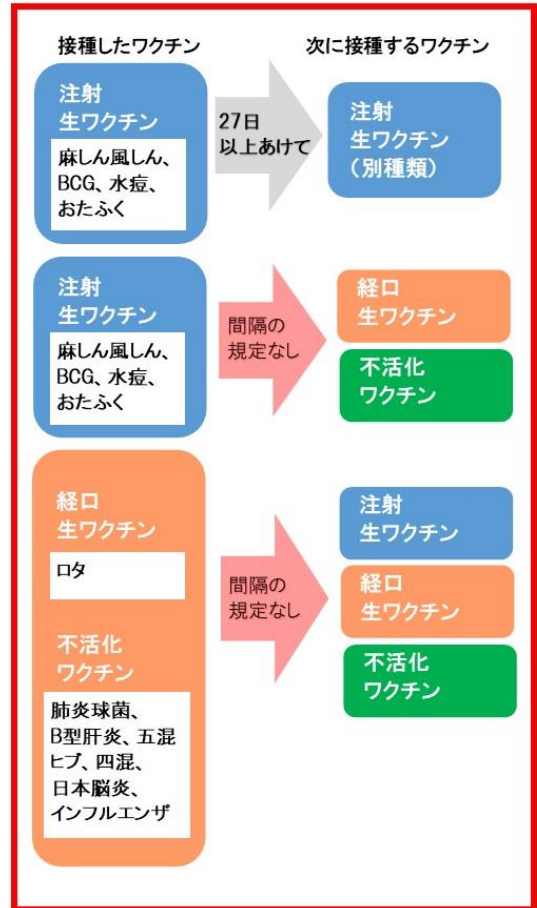 接種したワクチン
次に接種するワクチン
注射
生ワクチン
麻しん風しん、
BCG、水痘、
おたふく
27日
以上あけて
注射
生ワクチン
(別種類)
注射
生ワクチン
麻しん風しん、
BCG、水痘、
おたふく
間隔の
規定なし
経口
生ワクチン
不活化
ワクチン
経口
生ワクチン
ロタ
不活化
ワクチン
肺炎球菌、
B型肝炎、五混
ヒブ、四混、
日本脳炎、
インフルエンザ
間隔の
規定なし
注射
生ワクチン
経口
生ワクチン
不活化
ワクチン